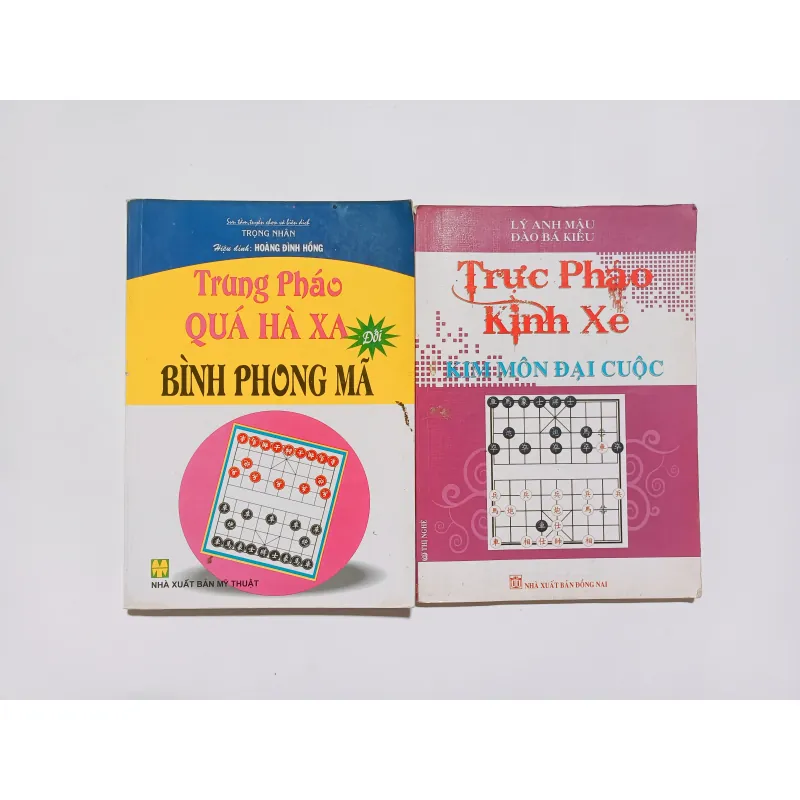 Sưu tầm, tuyển chọn và biên dịch
TRỌNG NHÂN
Hiệu đính: HOÀNG ĐÌNH HỒNG
Trung Pháo
QUÁ HÀ XA
Đối
BÌNH PHONG MÃ
NHÀ XUẤT BẢN MỸ THUẬT
LÝ ANH MẬU
ĐÀO BÁ KIỀU
Trực Pháo
Kinh Xe
KIM MÔN ĐẠI CUỘC
THỊ NGHÈ
NHÀ XUẤT BẢN ĐỒNG NAI